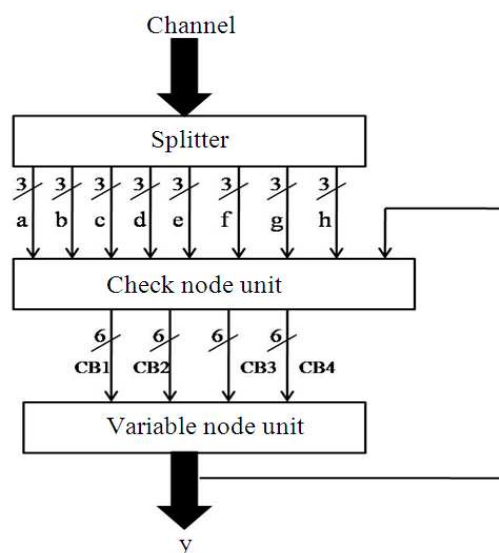 Channel
Splitter
3 3 3 3 3 3 3 3
a b c d e f g h
Check node unit
6 6 6 6
CB1 CB2 CB3 CB4
Variable node unit
y